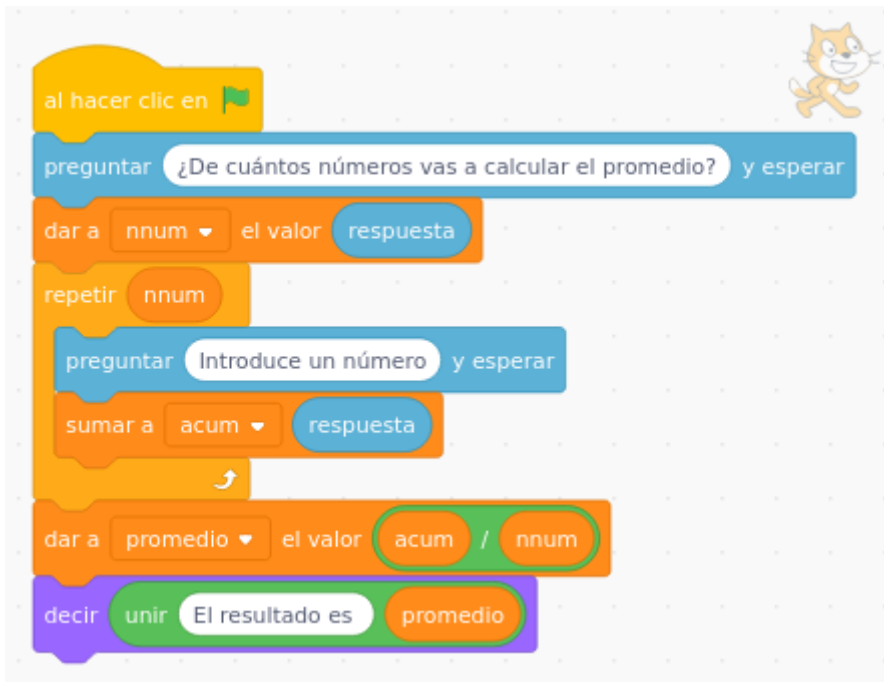 al hacer clic en
preguntar ¿De cuántos números vas a calcular el promedio? y esperar
dar a nnum el valor respuesta
repetir nnum
preguntar Introduce un número y esperar
sumar a acum respuesta
dar a promedio el valor acum / nnum
decir unir El resultado es promedio